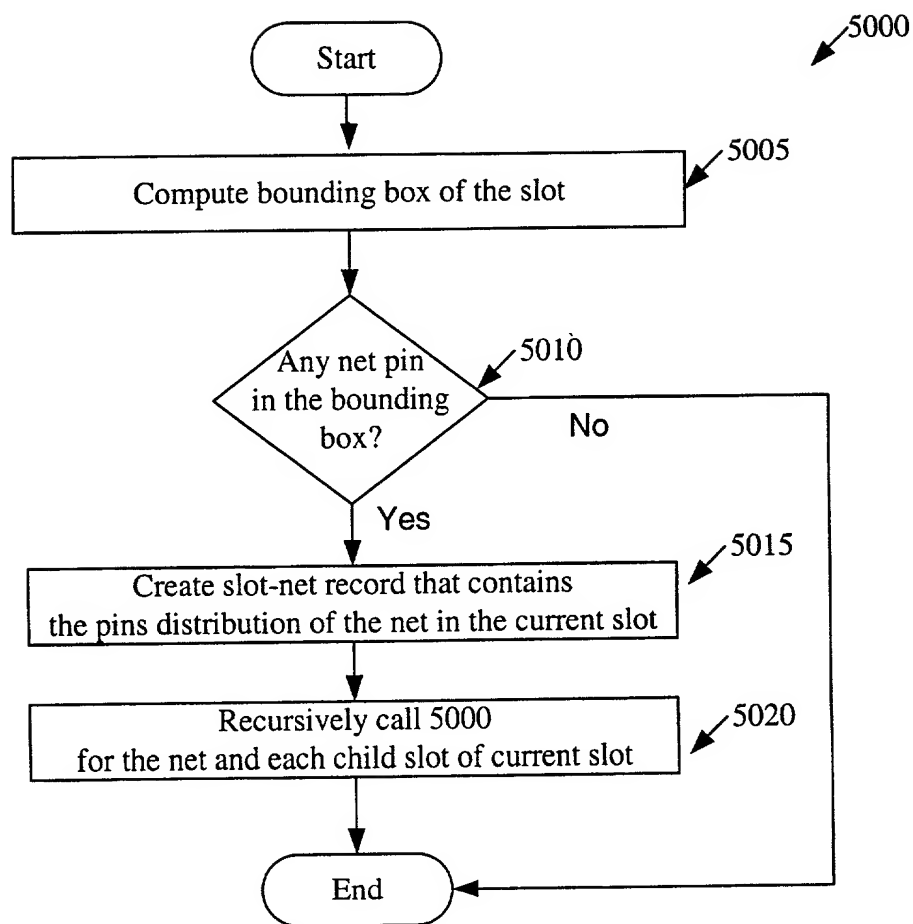 5000
Start
5005
Compute bounding box of the slot
5010
Any net pin
in the bounding
box?
No
Yes
5015
Create slot-net record that contains
the pins distribution of the net in the current slot
5020
Recursively call 5000
for the net and each child slot of current slot
End